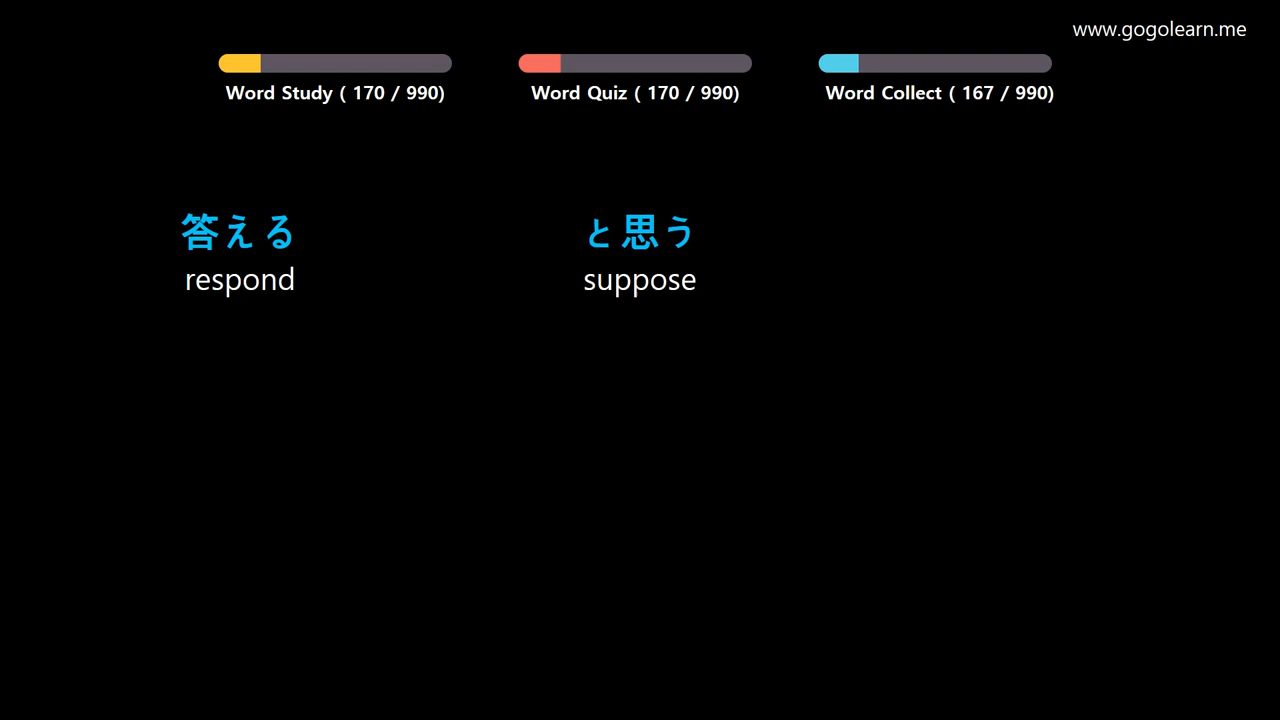 www.gogolearn.me
Word Study ( 170 / 990)
Word Quiz ( 170 / 990)
Word Collect ( 167 / 990)
答える
respond
と思う
suppose